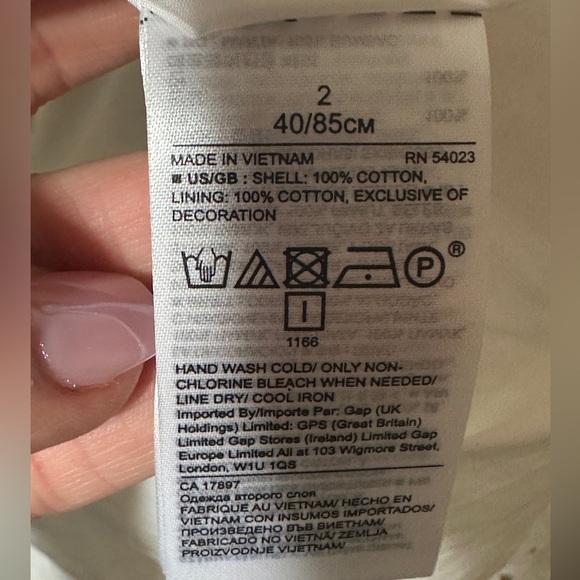 2
40/85CM
MADE IN VIETNAM RN 54023
US/GB : SHELL: 100% COTTON,
LINING: 100% COTTON, EXCLUSIVE OF
DECORATION
P ®
I
1166
HAND WASH COLD/ ONLY NON-
CHLORINE BLEACH WHEN NEEDED/
LINE DRY/ COOL IRON
Imported By/Importe Par: Gap (UK
Holdings) Limited: GPS (Great Britain)
Limited Gap Stores (Ireland) Limited Gap
Europe Limited All at 103 Wigmore Street,
London, W1U 1QS
CA 17897
Одежда второго слоя
FABRIQUE AU VIETNAM/ HECHO EN
VIETNAM CON INSUMOS IMPORTADOS/
ПРОИЗВЕДЕНО ВЪВ ВИЕТНАМ/
FABRICADO NO VIETNÃ/ ZEMLJA
PROIZVODNJE VIJETNAM/